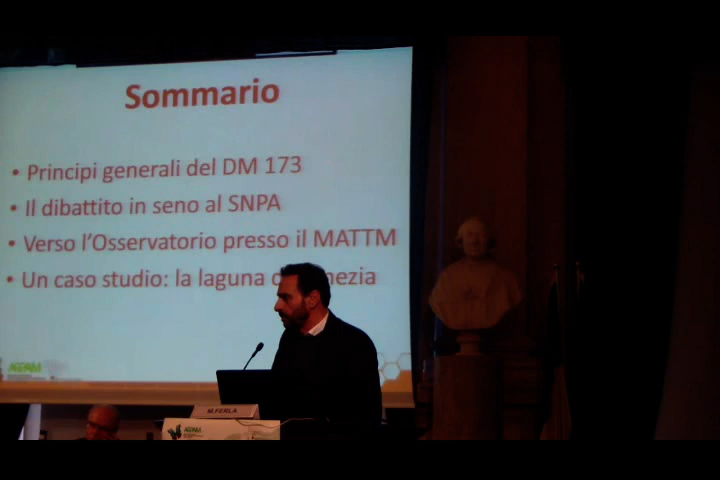 Sommario
• Principi generali del DM 173
• Il dibattito in seno al SNPA
• Verso l'Osservatorio presso il MATTM
• Un caso studio: la laguna
M.FERLA